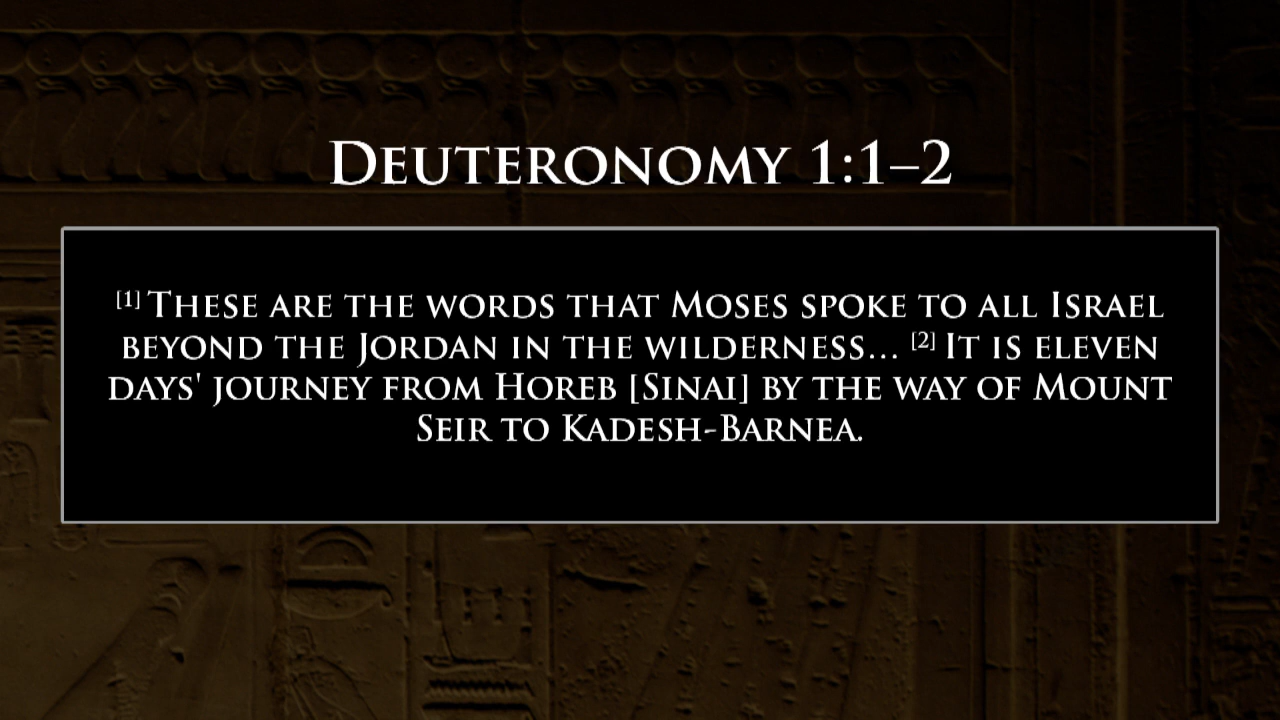 Deuteronomy 1:1–2
[1] These are the words that Moses spoke to all Israel
beyond the Jordan in the wilderness... [2] It is eleven
days' journey from Horeb [Sinai] by the way of Mount
Seir to Kadesh-Barnea.